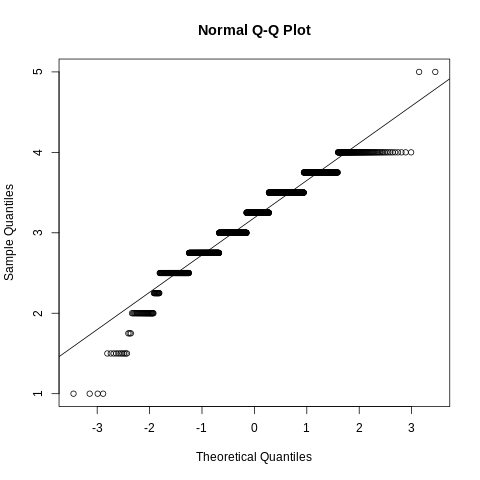 Normal Q-Q Plot
5
4
3
2
1
Sample Quantiles
-3 -2 -1 0 1 2 3
Theoretical Quantiles